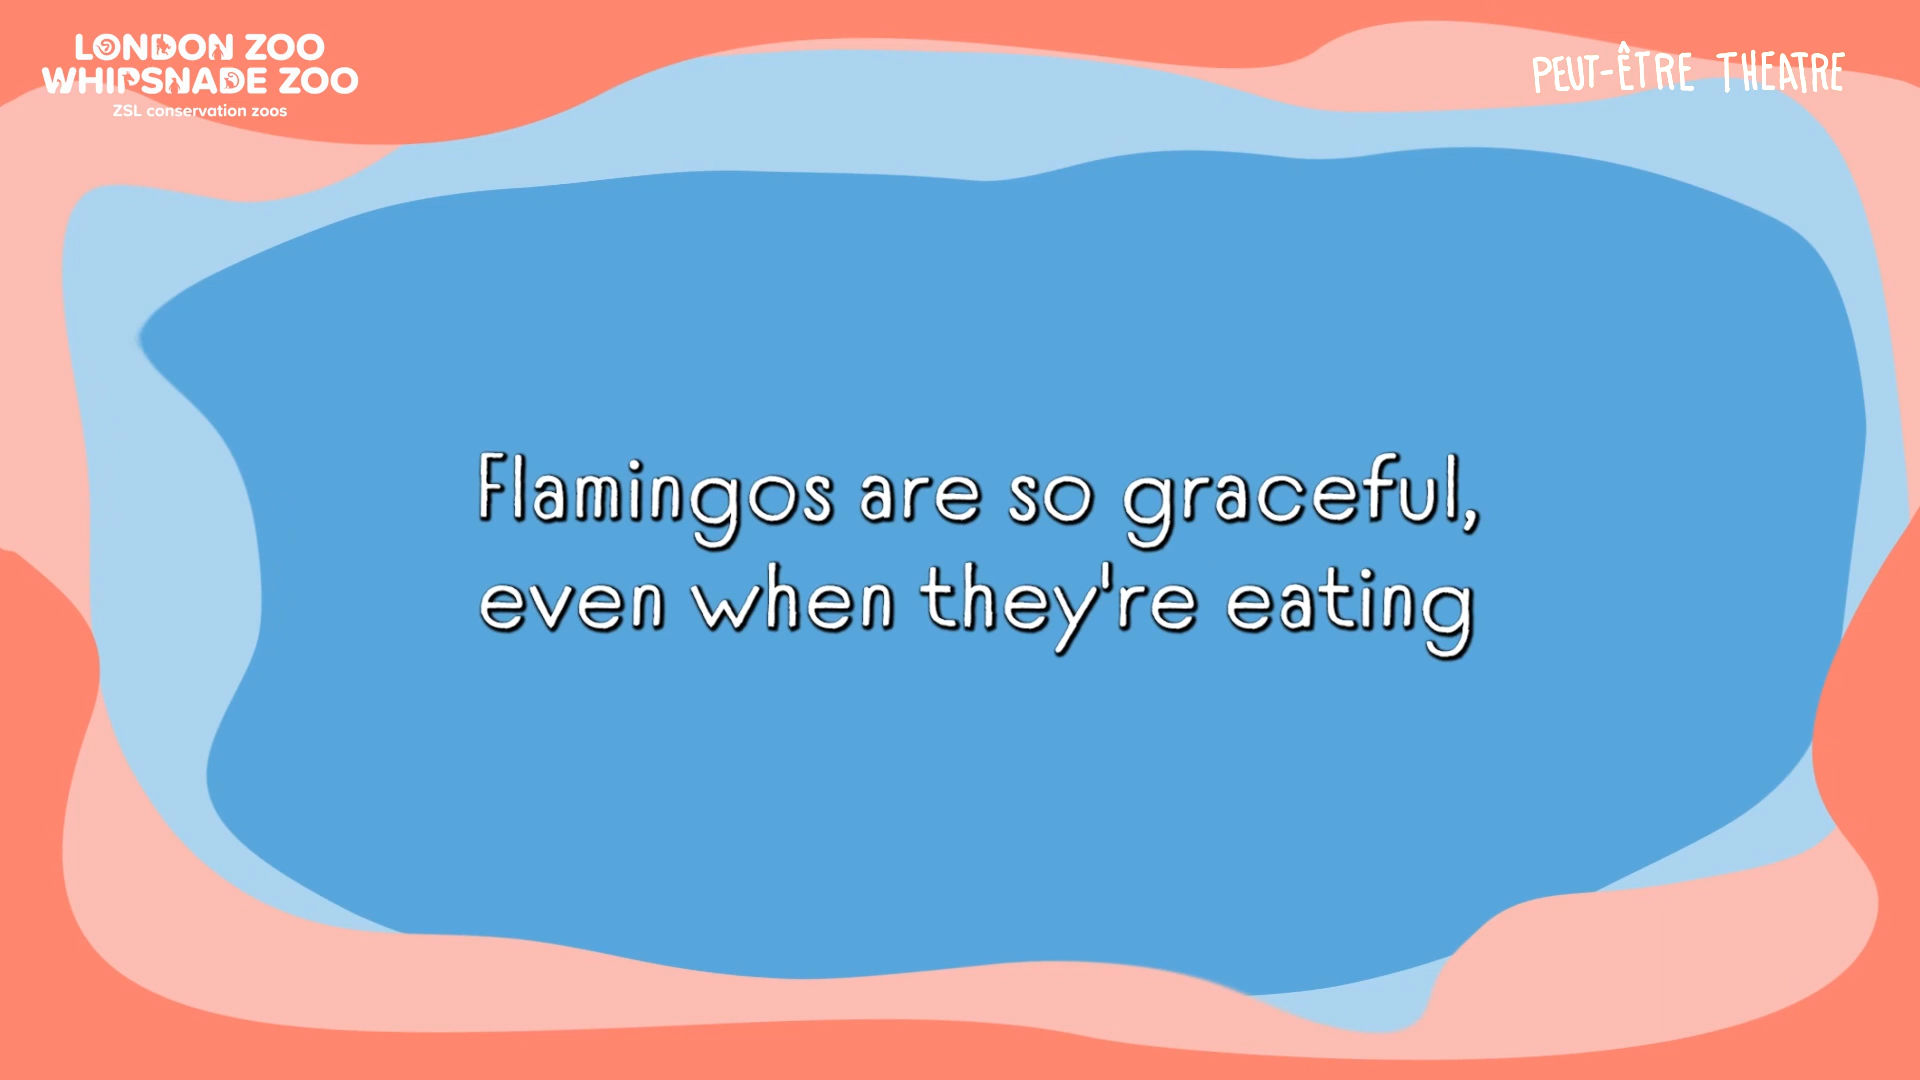 LONDON ZOO
WHIPSNADE ZOO
ZSL conservation zoos
PEUT-ÊTRE THEATRE
Flamingos are so graceful,
even when they're eating